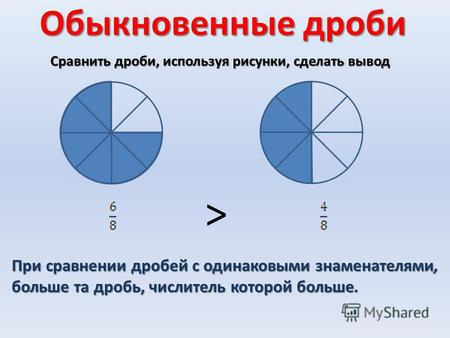 Обыкновенные дроби
Сравнить дроби, используя рисунки, сделать вывод
6/8 > 4/8
При сравнении дробей с одинаковыми знаменателями,
больше та дробь, числитель которой больше.
MyShared